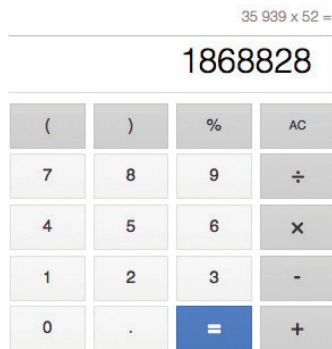 35 939 x 52 =
1868828
( ) % AC
7 8 9 ÷
4 5 6 ×
1 2 3 -
0 . = +